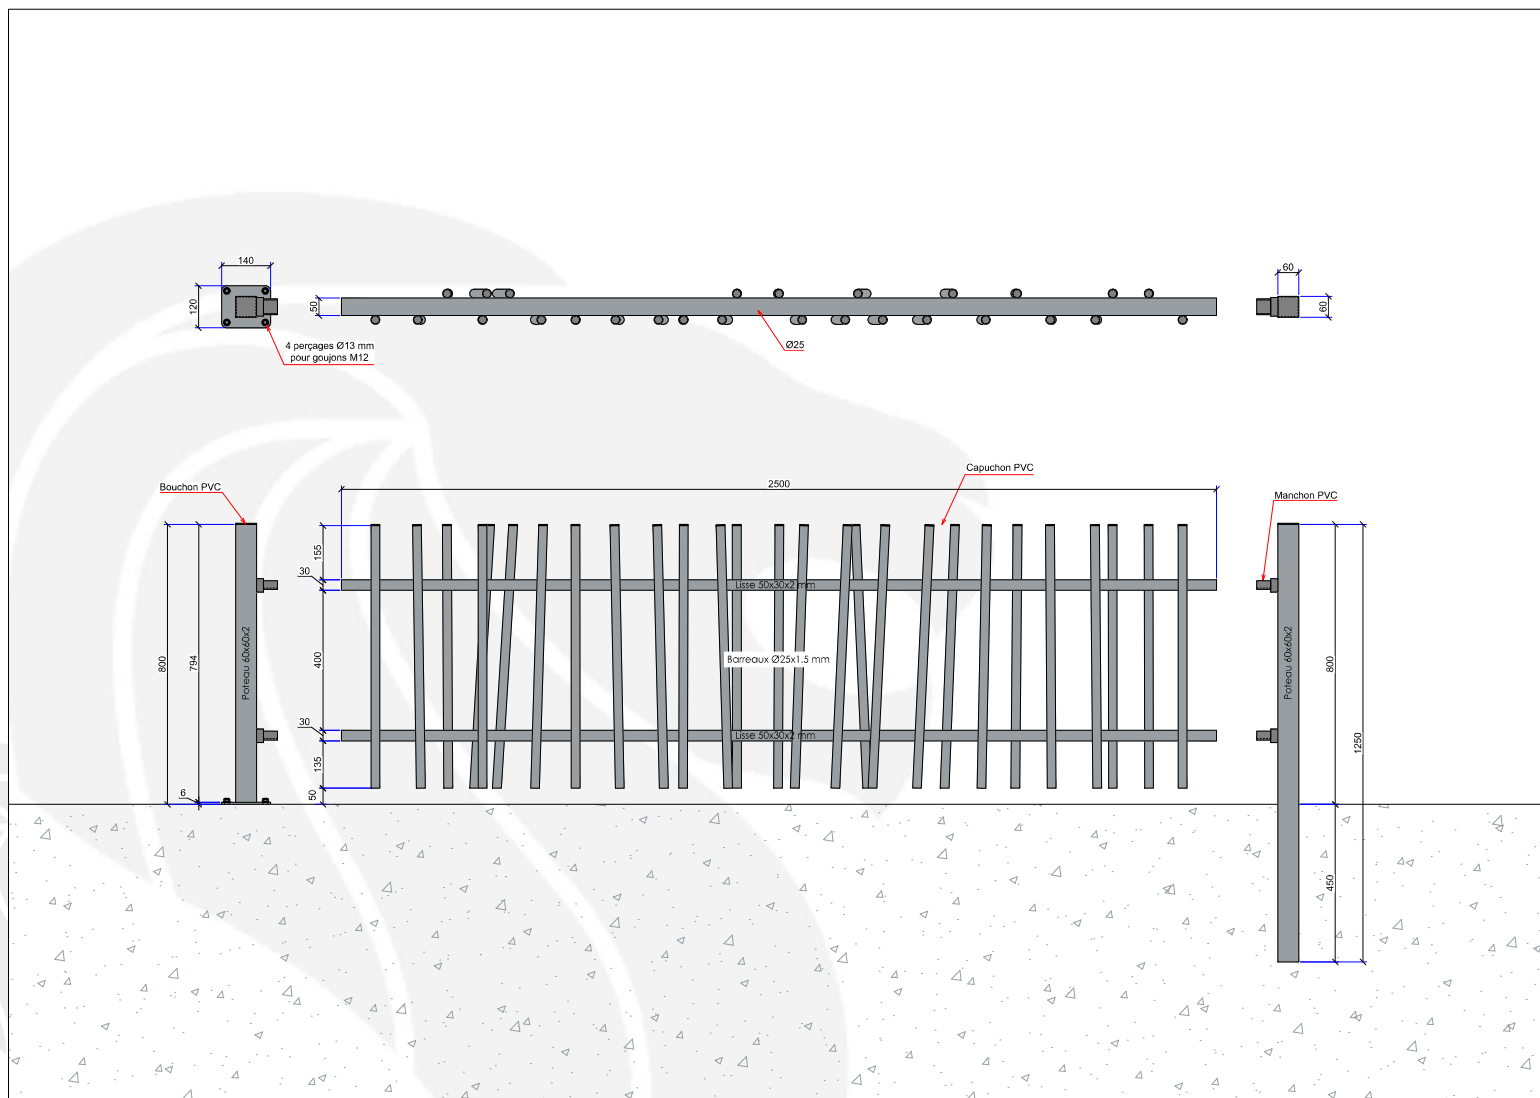 140
120
4 perçages Ø13 mm
pour goujons M12
50
Ø25
60
60
Bouchon PVC
Capuchon PVC
Manchon PVC
2500
155
30
400
30
135
50
800
794
6
Poteau 60x60x2
Lisse 50x30x2 mm
Barreaux Ø25x1.5 mm
Lisse 50x30x2 mm
Poteau 60x60x2
800
1250
450